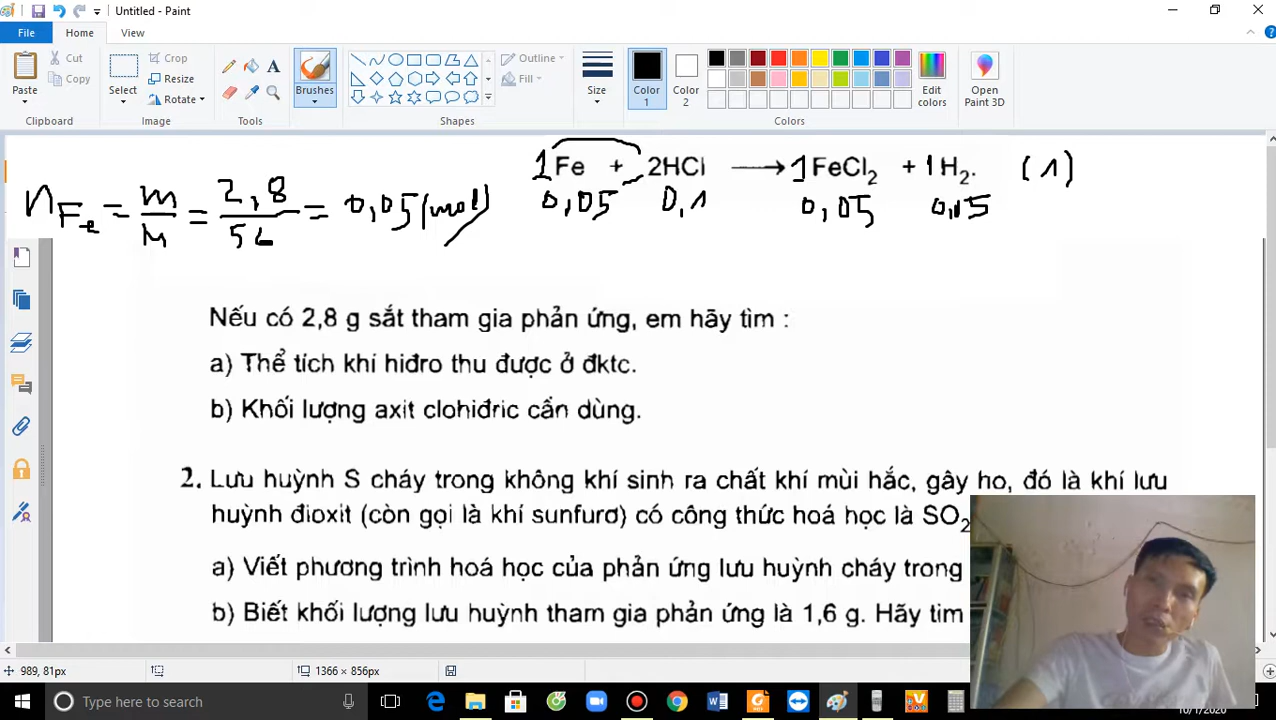 Untitled - Paint
File Home View
Paste
Cut
Copy
Clipboard
Select
Crop
Resize
Rotate
Image
Tools
Brushes
Shapes
Outline
Fill
Size
Color 1
Color 2
Edit colors
Open Paint 3D
Colors
1Fe + 2HCl → 1FeCl₂ + 1H₂. (1)
0,05 0,1 0,05 0,05
nFe = m/M = 2,8/56 = 0,05 (mol)
Nếu có 2,8 g sắt tham gia phản ứng, em hãy tìm :
a) Thể tích khí hiđro thu được ở đktc.
b) Khối lượng axit clohiđric cần dùng.
2. Lưu huỳnh S cháy trong không khí sinh ra chất khí mùi hắc, gây ho, đó là khí lưu
huỳnh đioxit (còn gọi là khí sunfurơ) có công thức hoá học là SO₂
a) Viết phương trình hoá học của phản ứng lưu huỳnh cháy trong
b) Biết khối lượng lưu huỳnh tham gia phản ứng là 1,6 g. Hãy tìm
989, 81px
1366 × 856px
Type here to search
10/1/2020